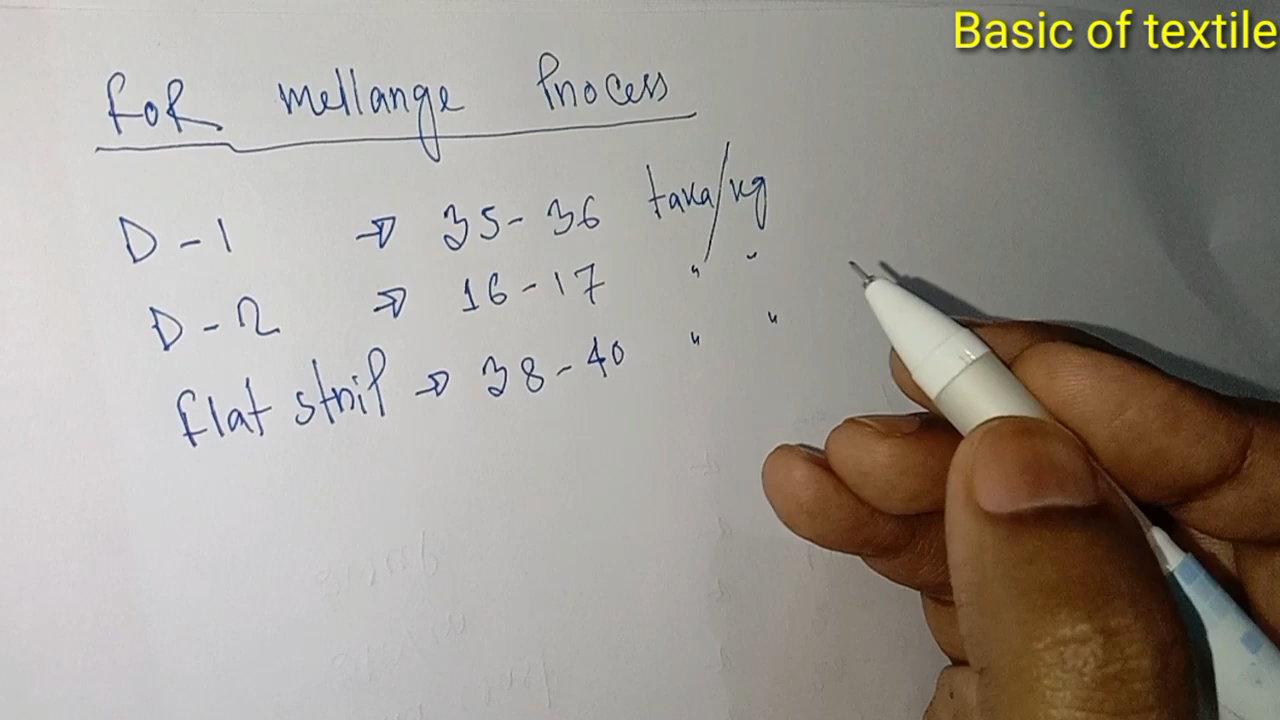 Basic of textile
FOR mellange Process
D-1 → 35-36 taka/kg
D-2 → 16-17 " "
flat strip → 38-40 " "